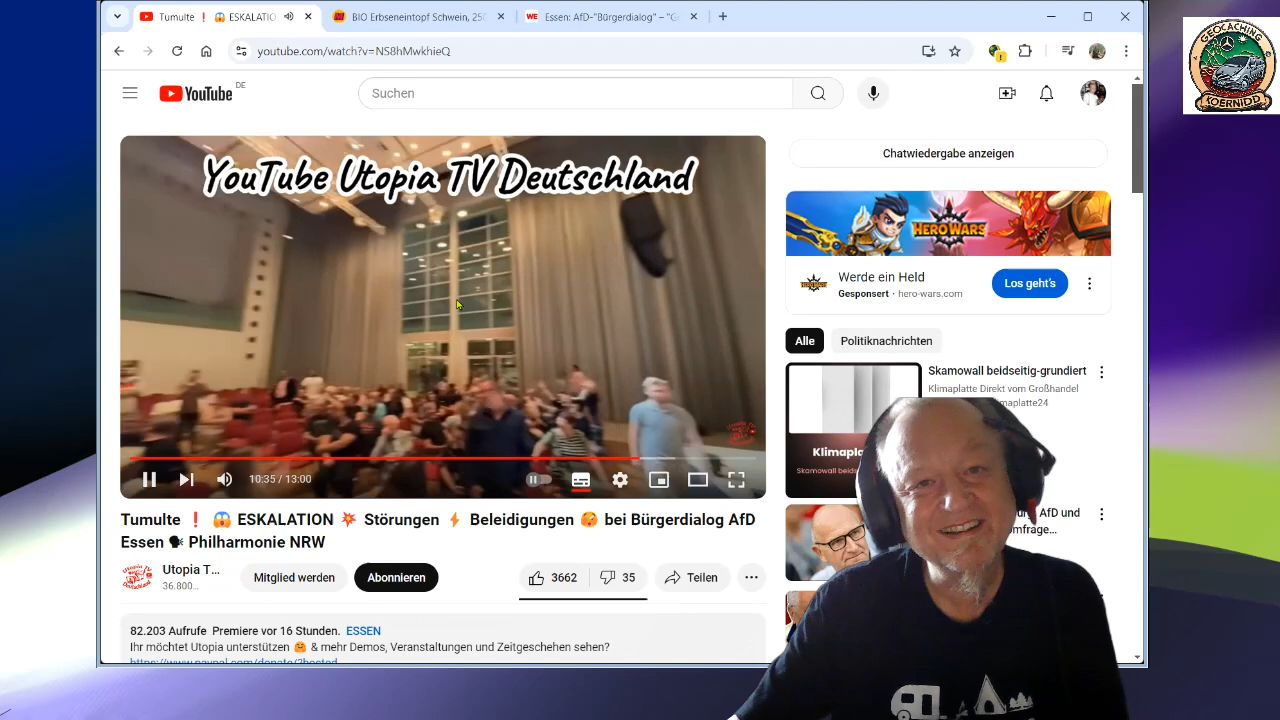 Tumulte ❗ 😱 ESKALATIO
BIO Erbseneintopf Schwein, 250
WE Essen: AfD-"Bürgerdialog" – "Ge
youtube.com/watch?v=NS8hMwkhieQ
YouTube DE
Suchen
GEOCACHING
KOERNIDD
YouTube Utopia TV Deutschland
Chatwiedergabe anzeigen
HERO WARS
Werde ein Held
Gesponsert · hero-wars.com
Los geht's
Alle
Politiknachrichten
Skamowall beidseitig-grundiert
Klimaplatte Direkt vom Großhandel
Klimapla
Skamowall beids
AfD und
mfrage…
10:35 / 13:00
Tumulte ❗ 😱 ESKALATION 💥 Störungen ⚡ Beleidigungen 🤬 bei Bürgerdialog AfD
Essen 🗣 Philharmonie NRW
Utopia T…
36.800…
Mitglied werden
Abonnieren
3662
35
Teilen
82.203 Aufrufe Premiere vor 16 Stunden. ESSEN
Ihr möchtet Utopia unterstützen 🤗 & mehr Demos, Veranstaltungen und Zeitgeschehen sehen?